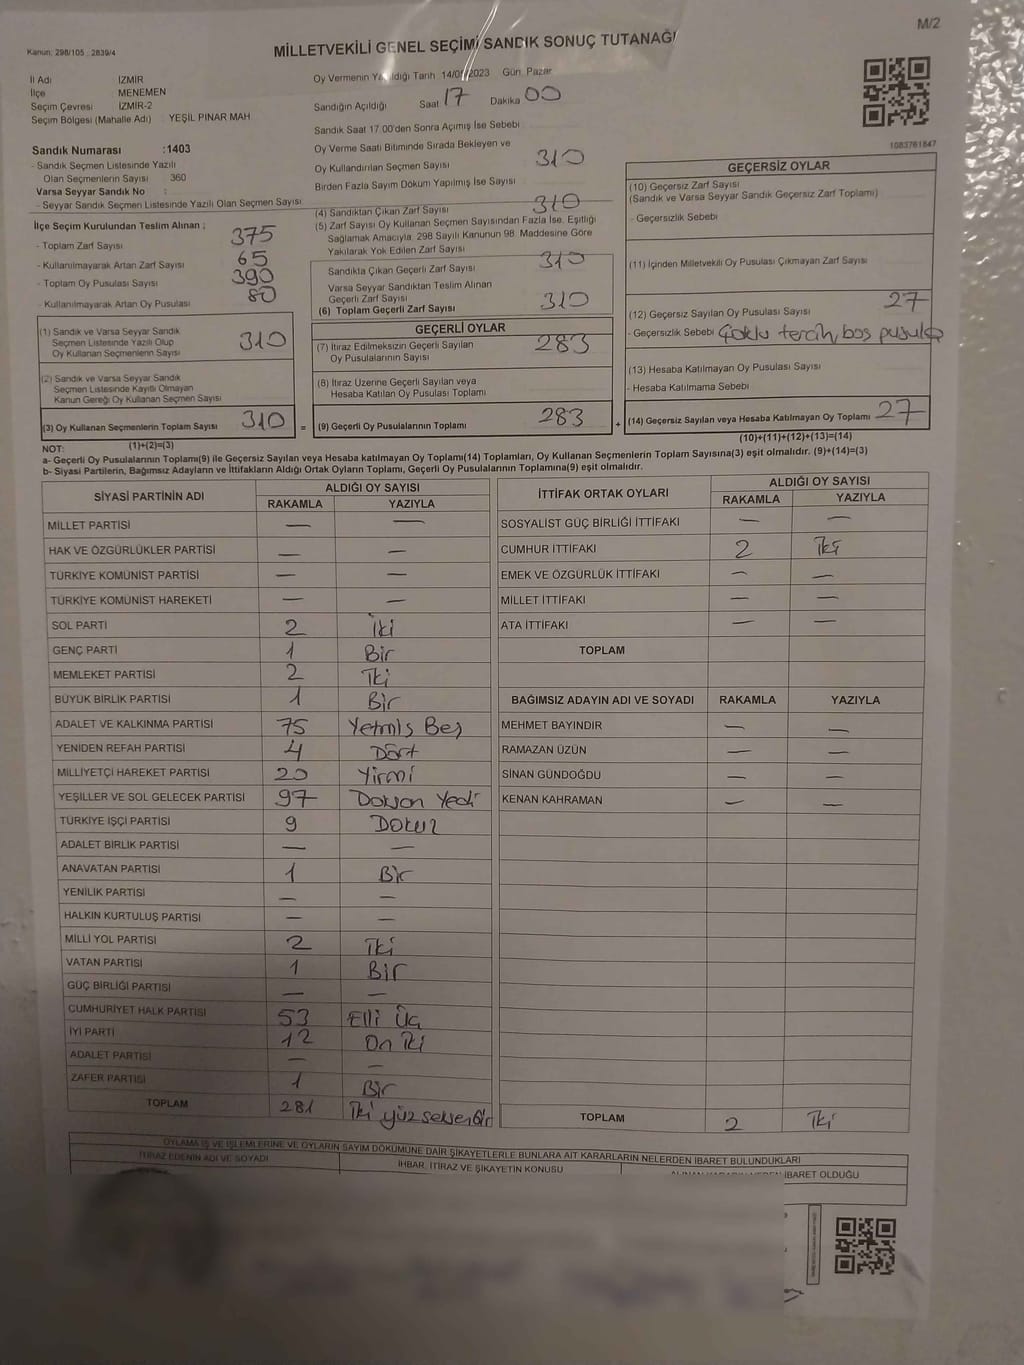 M/2
Kanun: 298/105 2839/4
MİLLETVEKİLİ GENEL SEÇİMİ SANDIK SONUÇ TUTANAĞI
İl Adı İZMİR
İlçe MENEMEN
Seçim Çevresi İZMİR-2
Seçim Bölgesi (Mahalle Adı) YEŞİL PINAR MAH.
Sandık Numarası :1403
- Sandık Seçmen Listesinde Yazılı
Olan Seçmenlerin Sayısı 360
Varsa Seyyar Sandık No :
- Seyyar Sandık Seçmen Listesinde Yazılı Olan Seçmen Sayısı
İlçe Seçim Kurulundan Teslim Alınan ;
- Toplam Zarf Sayısı 375
- Kullanılmayarak Artan Zarf Sayısı 65
- Toplam Oy Pusulası Sayısı 390
- Kullanılmayarak Artan Oy Pusulası 80
(1) Sandık ve Varsa Seyyar Sandık
Seçmen Listesinde Yazılı Olup
Oy Kullanan Seçmenlerin Sayısı 310
(2) Sandık ve Varsa Seyyar Sandık
Seçmen Listesinde Kayıtlı Olmayan
Kanun Gereği Oy Kullanan Seçmen Sayısı
(3) Oy Kullanan Seçmenlerin Toplam Sayısı 310
(1)+(2)=(3)
Oy Vermenin Yapıldığı Tarih 14/05/2023 Gün: Pazar
Sandığın Açıldığı Saat 17 Dakika 00
Sandık Saat 17.00'den Sonra Açımış İse Sebebi
Oy Verme Saati Bitiminde Sırada Bekleyen ve
Oy Kullandırılan Seçmen Sayısı 310
Birden Fazla Sayım Döküm Yapılmış İse Sayısı
(4) Sandıktan Çıkan Zarf Sayısı 310
(5) Zarf Sayısı Oy Kullanan Seçmen Sayısından Fazla İse, Eşitliği
Sağlamak Amacıyla, 298 Sayılı Kanunun 98. Maddesine Göre
Yakılarak Yok Edilen Zarf Sayısı
Sandıkta Çıkan Geçerli Zarf Sayısı 310
Varsa Seyyar Sandıktan Teslim Alınan
Geçerli Zarf Sayısı
(6) Toplam Geçerli Zarf Sayısı 310
GEÇERLİ OYLAR
(7) İtiraz Edilmeksizin Geçerli Sayılan
Oy Pusulalarının Sayısı 283
(8) İtiraz Üzerine Geçerli Sayılan veya
Hesaba Katılan Oy Pusulası Toplamı
= (9) Geçerli Oy Pusulalarının Toplamı 283 +
1083761847
GEÇERSİZ OYLAR
(10) Geçersiz Zarf Sayısı
(Sandık ve Varsa Seyyar Sandık Geçersiz Zarf Toplamı)
- Geçersizlik Sebebi
(11) İçinden Milletvekili Oy Pusulası Çıkmayan Zarf Sayısı
(12) Geçersiz Sayılan Oy Pusulası Sayısı 27
- Geçersizlik Sebebi Çoklu tercih, boş pusula
(13) Hesaba Katılmayan Oy Pusulası Sayısı
- Hesaba Katılmama Sebebi
(14) Geçersiz Sayılan veya Hesaba Katılmayan Oy Toplamı 27
(10)+(11)+(12)+(13)=(14)
NOT:
a- Geçerli Oy Pusulalarının Toplamı(9) ile Geçersiz Sayılan veya Hesaba katılmayan Oy Toplamı(14) Toplamları, Oy Kullanan Seçmenlerin Toplam Sayısına(3) eşit olmalıdır. (9)+(14)=(3)
b- Siyasi Partilerin, Bağımsız Adayların ve İttifakların Aldığı Ortak Oyların Toplamı, Geçerli Oy Pusulalarının Toplamına(9) eşit olmalıdır.
SİYASİ PARTİNİN ADI ALDIĞI OY SAYISI
RAKAMLA YAZIYLA
MİLLET PARTİSİ — —
HAK VE ÖZGÜRLÜKLER PARTİSİ — —
TÜRKİYE KOMÜNİST PARTİSİ — —
TÜRKİYE KOMÜNİST HAREKETİ — —
SOL PARTİ 2 İki
GENÇ PARTİ 1 Bir
MEMLEKET PARTİSİ 2 İki
BÜYÜK BİRLİK PARTİSİ 1 Bir
ADALET VE KALKINMA PARTİSİ 75 Yetmiş Beş
YENİDEN REFAH PARTİSİ 4 Dört
MİLLİYETÇİ HAREKET PARTİSİ 20 Yirmi
YEŞİLLER VE SOL GELECEK PARTİSİ 97 Doksan Yedi
TÜRKİYE İŞÇİ PARTİSİ 9 Dokuz
ADALET BİRLİK PARTİSİ — —
ANAVATAN PARTİSİ 1 Bir
YENİLİK PARTİSİ — —
HALKIN KURTULUŞ PARTİSİ — —
MİLLİ YOL PARTİSİ 2 İki
VATAN PARTİSİ 1 Bir
GÜÇ BİRLİĞİ PARTİSİ — —
CUMHURİYET HALK PARTİSİ 53 Elli Üç
İYİ PARTİ 12 On İki
ADALET PARTİSİ — —
ZAFER PARTİSİ 1 Bir
TOPLAM 281 İki yüz seksen Bir
İTTİFAK ORTAK OYLARI ALDIĞI OY SAYISI
RAKAMLA YAZIYLA
SOSYALİST GÜÇ BİRLİĞİ İTTİFAKI — —
CUMHUR İTTİFAKI 2 İki
EMEK VE ÖZGÜRLÜK İTTİFAKI — —
MİLLET İTTİFAKI — —
ATA İTTİFAKI — —
TOPLAM
BAĞIMSIZ ADAYIN ADI VE SOYADI RAKAMLA YAZIYLA
MEHMET BAYINDIR — —
RAMAZAN ÜZÜN — —
SİNAN GÜNDOĞDU — —
KENAN KAHRAMAN — —
TOPLAM 2 İki
OYLAMA İŞ VE İŞLEMLERİNE VE OYLARIN SAYIM DÖKÜMÜNE DAİR ŞİKAYETLERLE BUNLARA AİT KARARLARIN NELERDEN İBARET BULUNDUKLARI
İTİRAZ EDENİN ADI VE SOYADI İHBAR, İTİRAZ VE ŞİKAYETİN KONUSU İBARET OLDUĞU